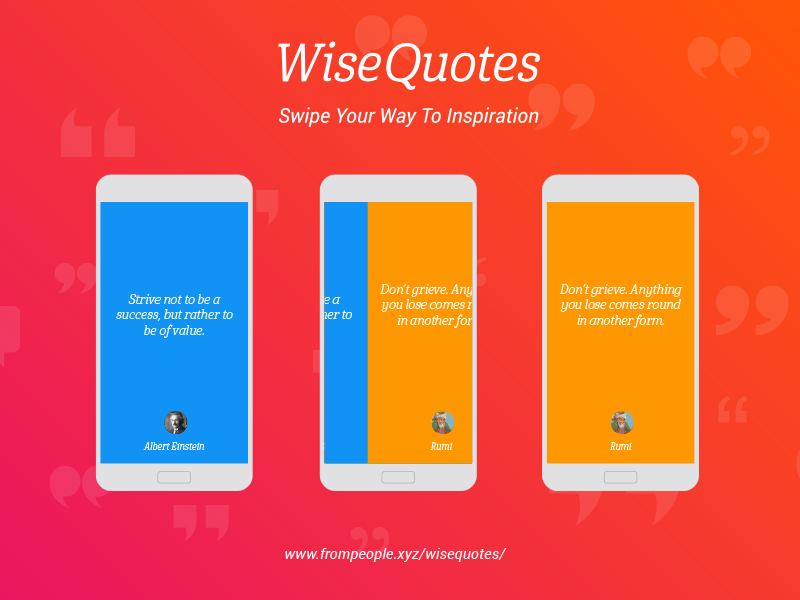 WiseQuotes
Swipe Your Way To Inspiration
Strive not to be a
success, but rather to
be of value.
Albert Einstein
e a
her to
Don't grieve. Any
you lose comes r
in another for
Rumi
Don't grieve. Anything
you lose comes round
in another form.
Rumi
www.frompeople.xyz/wisequotes/